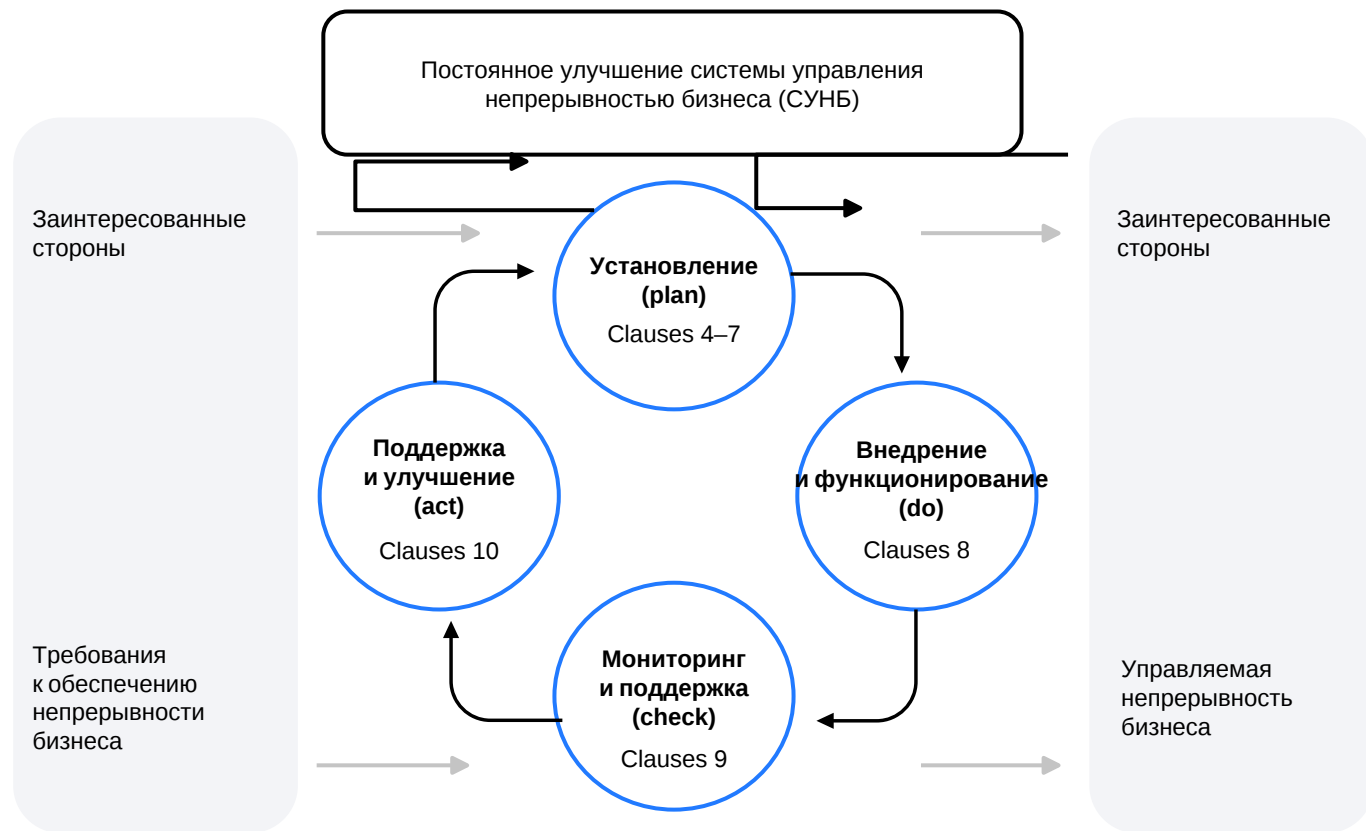 Постоянное улучшение системы управления
непрерывностью бизнеса (СУНБ)
Заинтересованные
стороны
Требования
к обеспечению
непрерывности
бизнеса
Установление
(plan)
Clauses 4–7
Поддержка
и улучшение
(act)
Clauses 10
Внедрение
и функционирование
(do)
Clauses 8
Мониторинг
и поддержка
(check)
Clauses 9
Заинтересованные
стороны
Управляемая
непрерывность
бизнеса